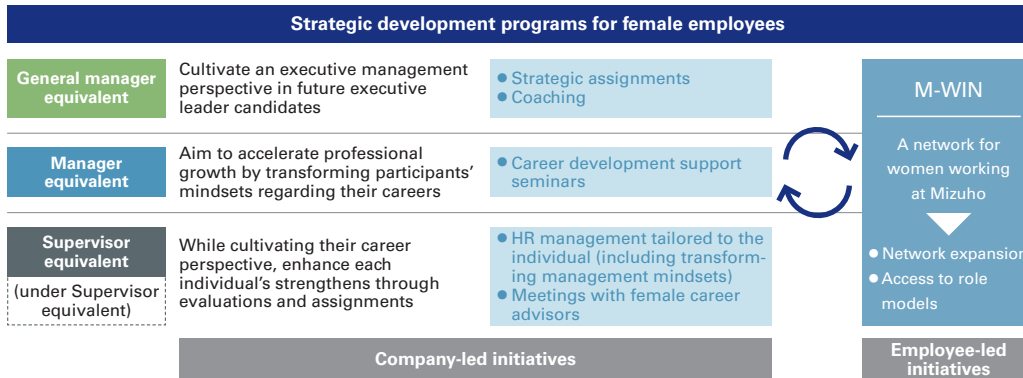 Strategic development programs for female employees
General manager
equivalent
Cultivate an executive management
perspective in future executive
leader candidates
● Strategic assignments
● Coaching
Manager
equivalent
Aim to accelerate professional
growth by transforming participants’
mindsets regarding their careers
● Career development support
seminars
Supervisor
equivalent
(under Supervisor
equivalent)
While cultivating their career
perspective, enhance each
individual’s strengthens through
evaluations and assignments
● HR management tailored to the
individual (including transform-
ing management mindsets)
● Meetings with female career
advisors
Company-led initiatives
M-WIN
A network for
women working
at Mizuho
● Network expansion
● Access to role
models
Employee-led
initiatives